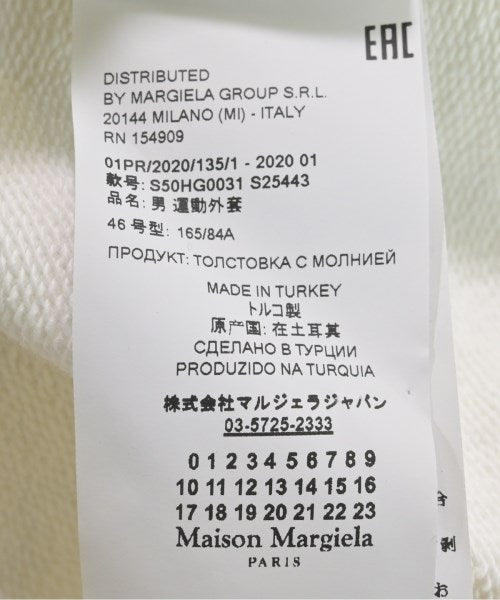 EAC
DISTRIBUTED
BY MARGIELA GROUP S.R.L.
20144 MILANO (MI) - ITALY
RN 154909
01PR/2020/135/1 - 2020 01
款号: S50HG0031 S25443
品名: 男 運動外套
46 号型: 165/84A
ПРОДУКТ: ТОЛСТОВКА С МОЛНИЕЙ
MADE IN TURKEY
トルコ製
原产国: 在土耳其
СДЕЛАНО В ТУРЦИИ
PRODUZIDO NA TURQUIA
株式会社マルジェラジャパン
03-5725-2333
0 1 2 3 4 5 6 7 8 9
10 11 12 13 14 15 16
17 18 19 20 21 22 23
Maison Margiela
PARIS
合
剥
お